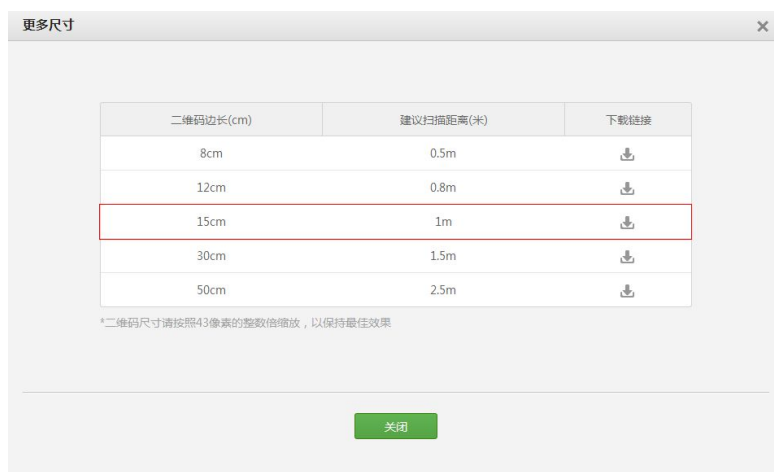 更多尺寸
二维码边长(cm) 建议扫描距离(米) 下载链接
8cm 0.5m
12cm 0.8m
15cm 1m
30cm 1.5m
50cm 2.5m
*二维码尺寸请按照43像素的整数倍缩放，以保持最佳效果
关闭